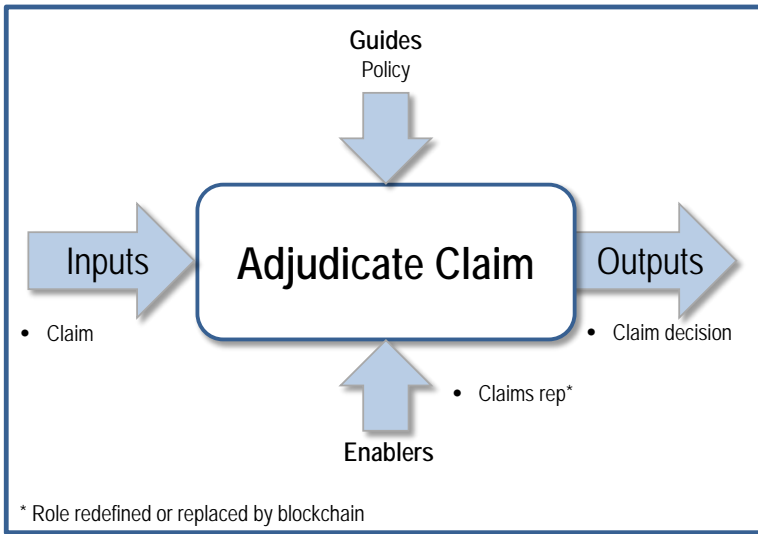 Guides
Policy
Inputs
Adjudicate Claim
Outputs
• Claim
• Claim decision
• Claims rep*
Enablers
* Role redefined or replaced by blockchain